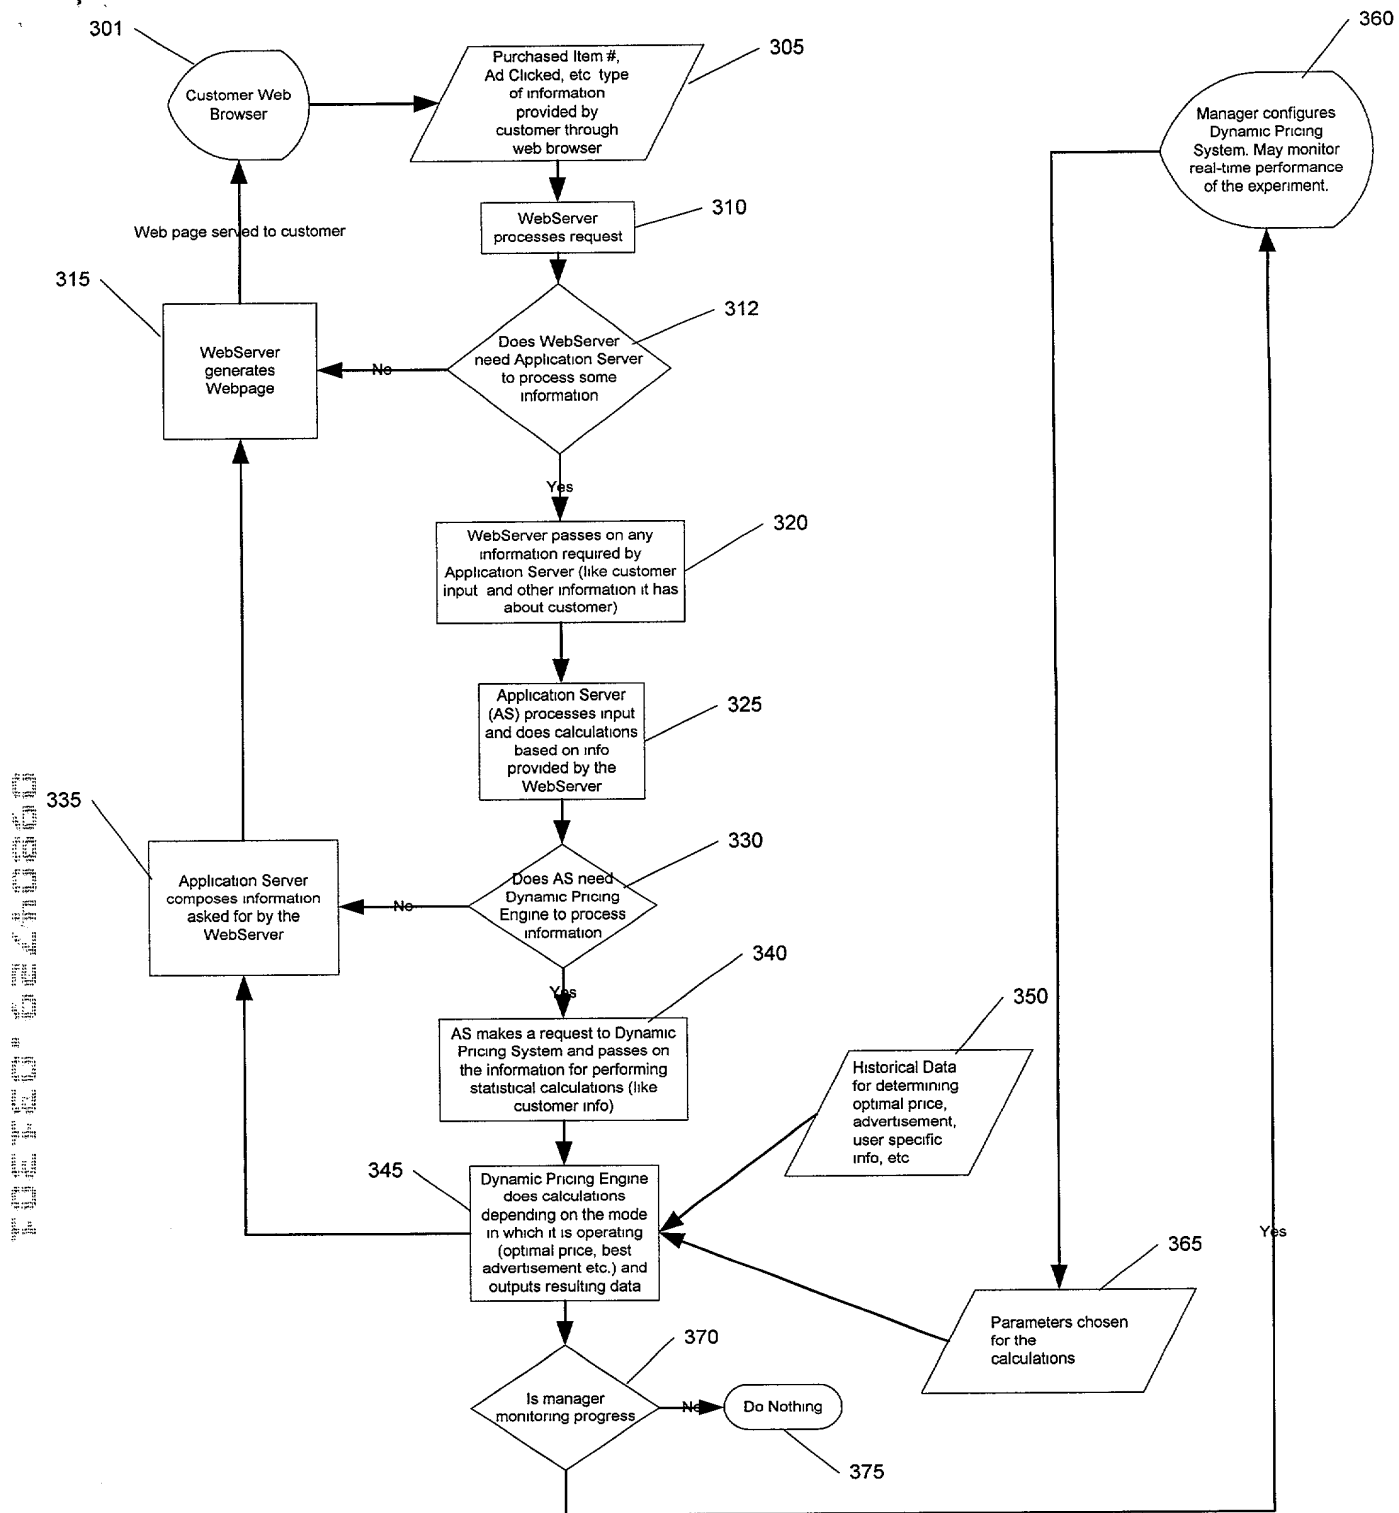 301
Customer Web
Browser
Purchased Item #,
Ad Clicked, etc type
of information
provided by
customer through
web browser
305
360
Manager configures
Dynamic Pricing
System. May monitor
real-time performance
of the experiment.
WebServer
processes request
310
Web page served to customer
315
WebServer
generates
Webpage
No
Does WebServer
need Application Server
to process some
information
312
Yes
WebServer passes on any
information required by
Application Server (like customer
input and other information it has
about customer)
320
Application Server
(AS) processes input
and does calculations
based on info
provided by the
WebServer
325
335
Application Server
composes information
asked for by the
WebServer
No
Does AS need
Dynamic Pricing
Engine to process
information
330
Yes
AS makes a request to Dynamic
Pricing System and passes on
the information for performing
statistical calculations (like
customer info)
340
350
Historical Data
for determining
optimal price,
advertisement,
user specific
info, etc
345
Dynamic Pricing Engine
does calculations
depending on the mode
in which it is operating
(optimal price, best
advertisement etc.) and
outputs resulting data
Yes
365
Parameters chosen
for the
calculations
370
Is manager
monitoring progress
No
Do Nothing
375